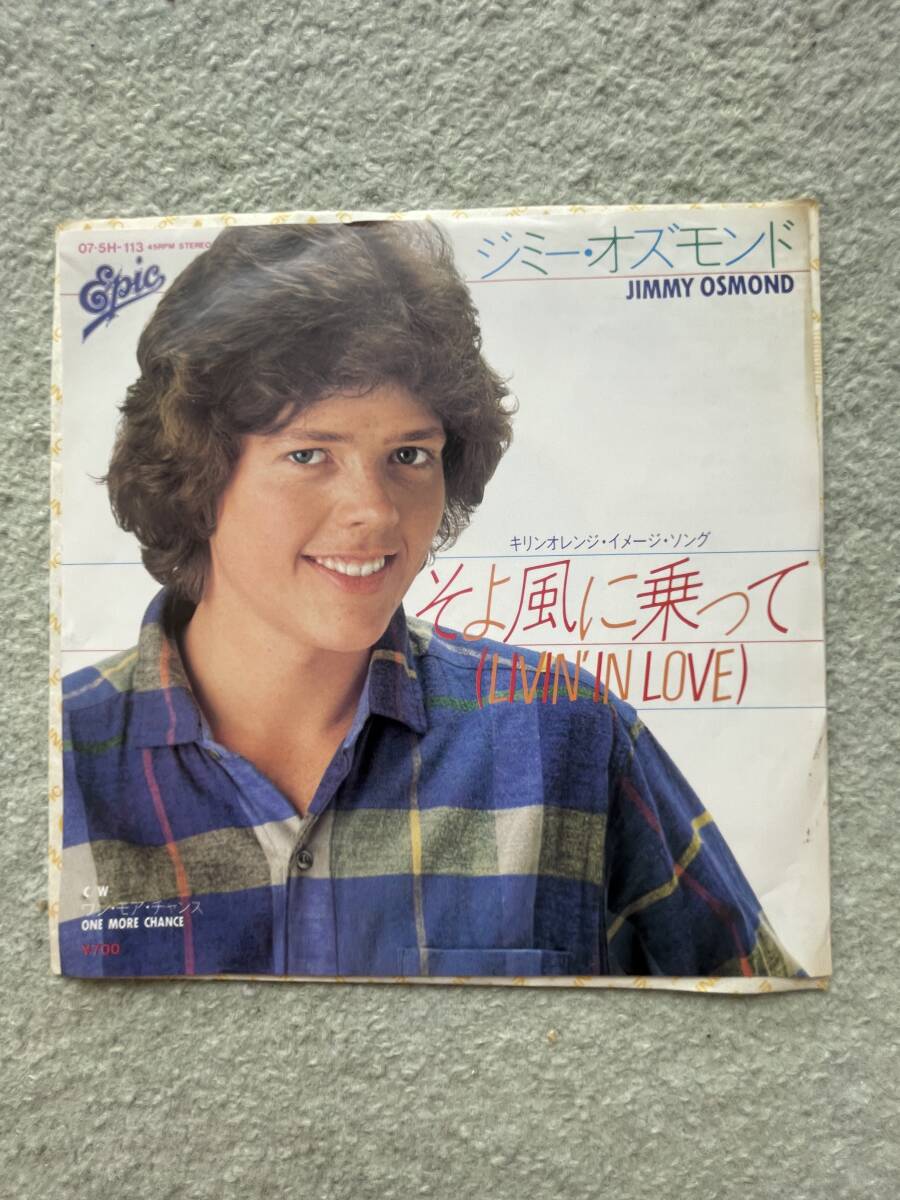 07・5H-113 45RPM STEREO
Epic
ジミー・オズモンド
JIMMY OSMOND
キリンオレンジ・イメージ・ソング
そよ風に乗って
(LIVIN' IN LOVE)
C W
ワン・モア・チャンス
ONE MORE CHANCE
¥700